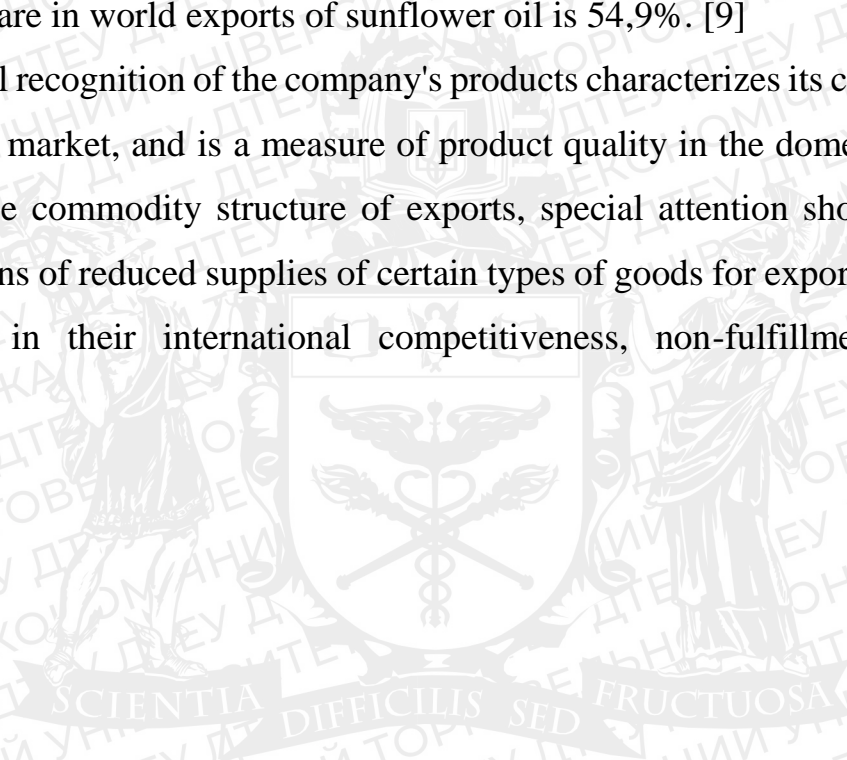 are in world exports of sunflower oil is 54,9%. [9]
l recognition of the company's products characterizes its c
market, and is a measure of product quality in the dome
e commodity structure of exports, special attention sho
ns of reduced supplies of certain types of goods for expor
in their international competitiveness, non-fulfillme
SCIENTIA DIFFICILIS SED FRUCTUOSA